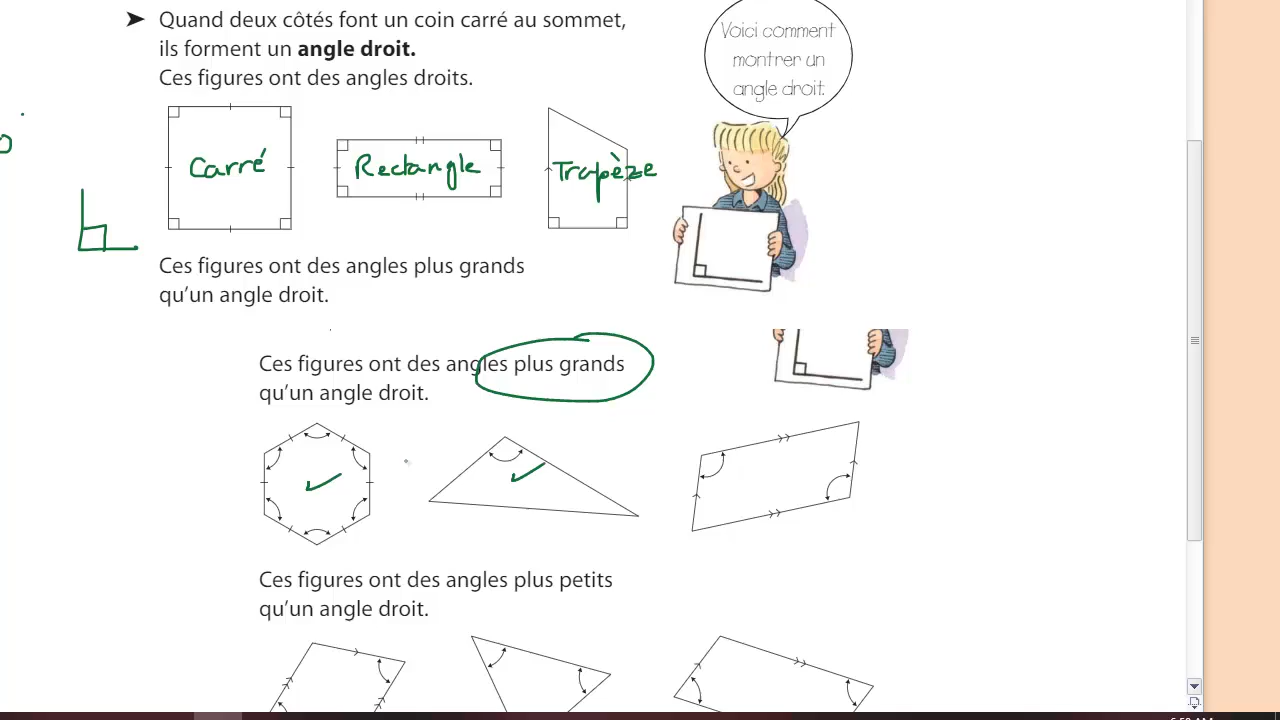 ➤ Quand deux côtés font un coin carré au sommet,
ils forment un angle droit.
Ces figures ont des angles droits.
Voici comment
montrer un
angle droit.
Carré
Rectangle
Trapèze
Ces figures ont des angles plus grands
qu'un angle droit.
Ces figures ont des angles plus grands
qu'un angle droit.
Ces figures ont des angles plus petits
qu'un angle droit.